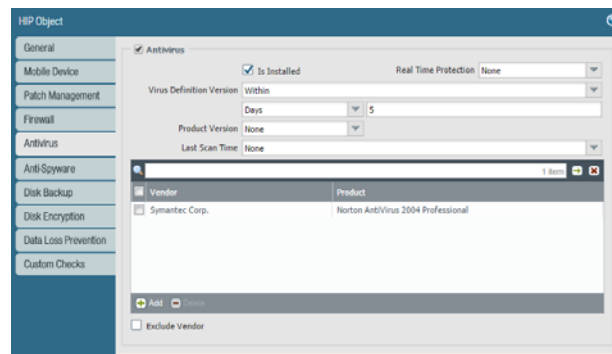 HIP Object
General
Mobile Device
Patch Management
Firewall
Antivirus
Anti-Spyware
Disk Backup
Disk Encryption
Data Loss Prevention
Custom Checks
Antivirus
Is Installed Real Time Protection None
Virus Definition Version Within
Days 5
Product Version None
Last Scan Time None
1 item
Vendor Product
Symantec Corp. Norton AntiVirus 2004 Professional
Add Delete
Exclude Vendor